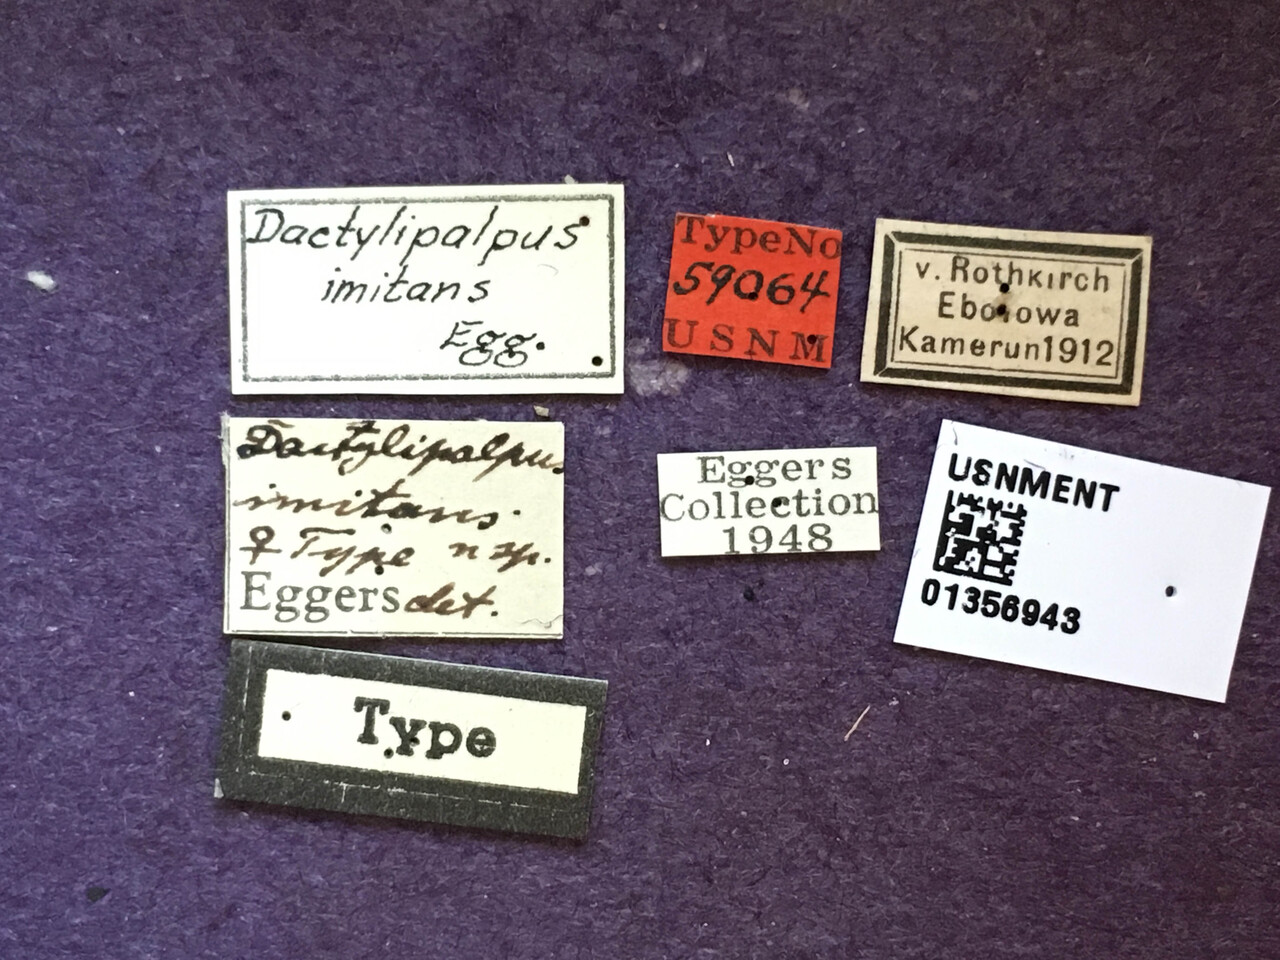 Dactylipalpus
imitans
Egg.
TypeNo
59064
USNM
v. Rothkirch
Ebolowa
Kamerun1912
Dactylipalpus
imitans.
♀ Type n sp.
Eggers det.
Eggers
Collection
1948
USNMENT
01356943
Type